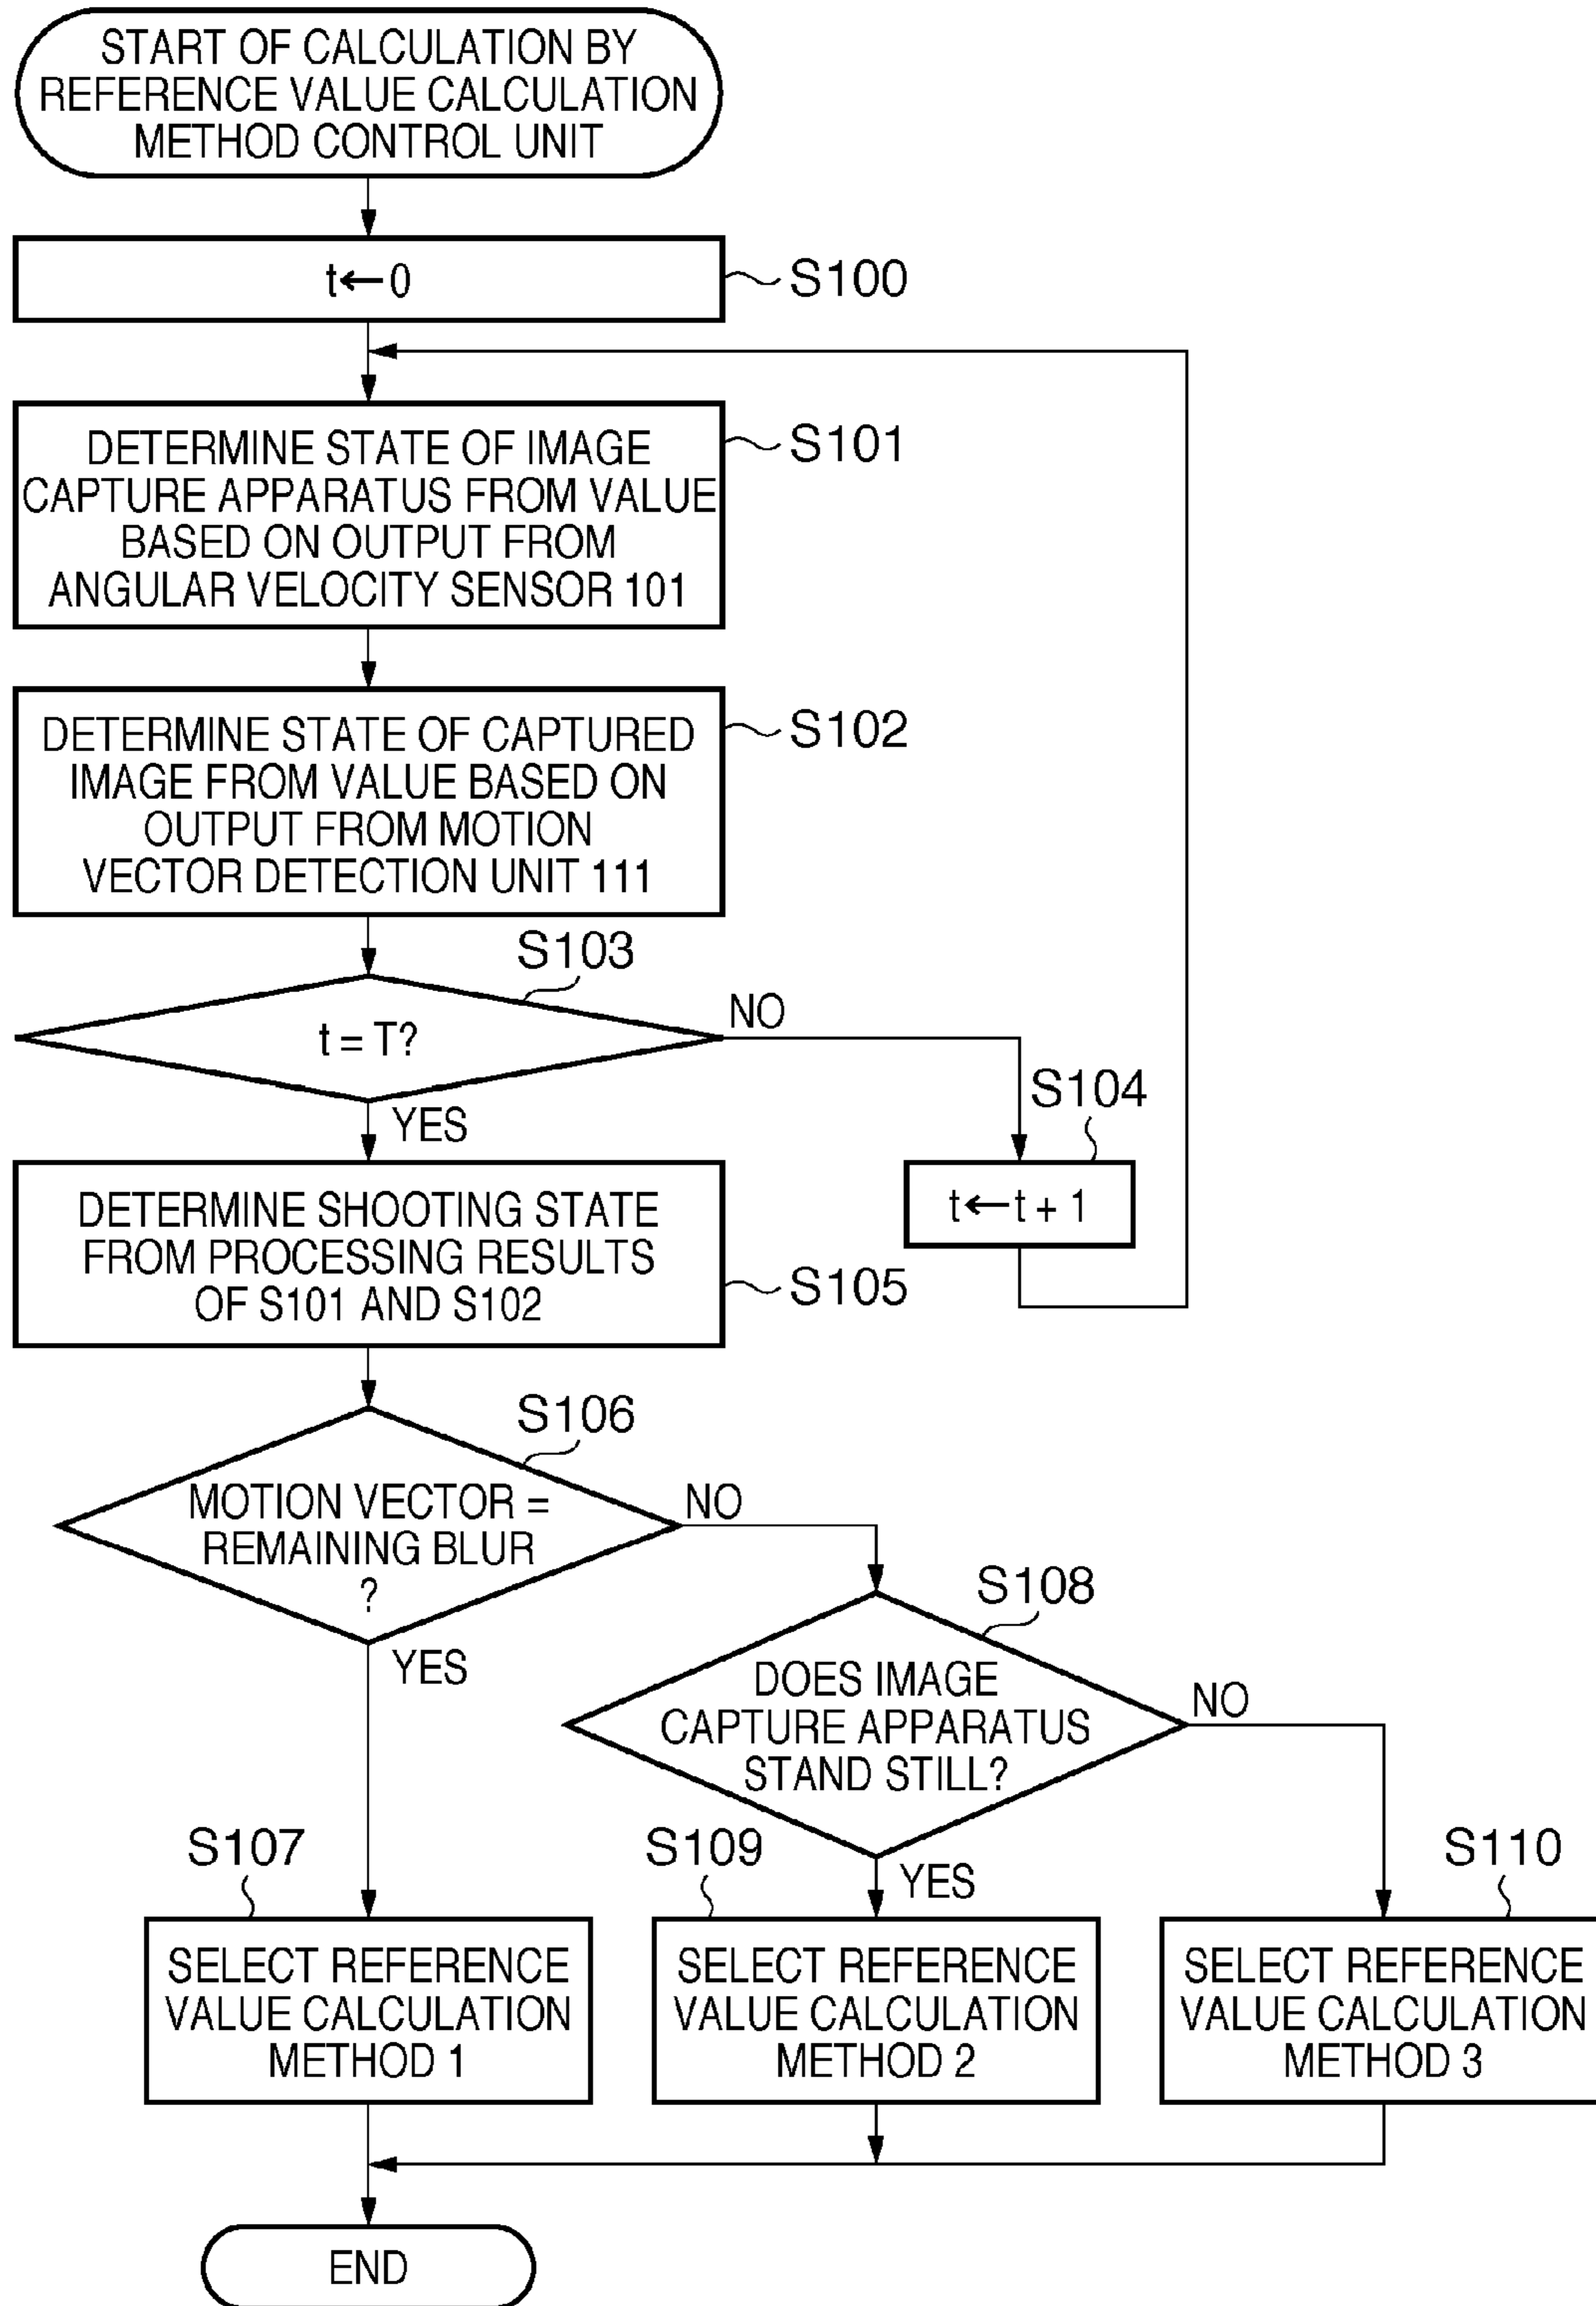 START OF CALCULATION BY
REFERENCE VALUE CALCULATION
METHOD CONTROL UNIT
t←0
S100
DETERMINE STATE OF IMAGE
CAPTURE APPARATUS FROM VALUE
BASED ON OUTPUT FROM
ANGULAR VELOCITY SENSOR 101
S101
DETERMINE STATE OF CAPTURED
IMAGE FROM VALUE BASED ON
OUTPUT FROM MOTION
VECTOR DETECTION UNIT 111
S102
S103
t = T?
NO
YES
S104
t←t + 1
DETERMINE SHOOTING STATE
FROM PROCESSING RESULTS
OF S101 AND S102
S105
S106
MOTION VECTOR =
REMAINING BLUR
?
NO
YES
S108
DOES IMAGE
CAPTURE APPARATUS
STAND STILL?
NO
YES
S107
SELECT REFERENCE
VALUE CALCULATION
METHOD 1
S109
SELECT REFERENCE
VALUE CALCULATION
METHOD 2
S110
SELECT REFERENCE
VALUE CALCULATION
METHOD 3
END